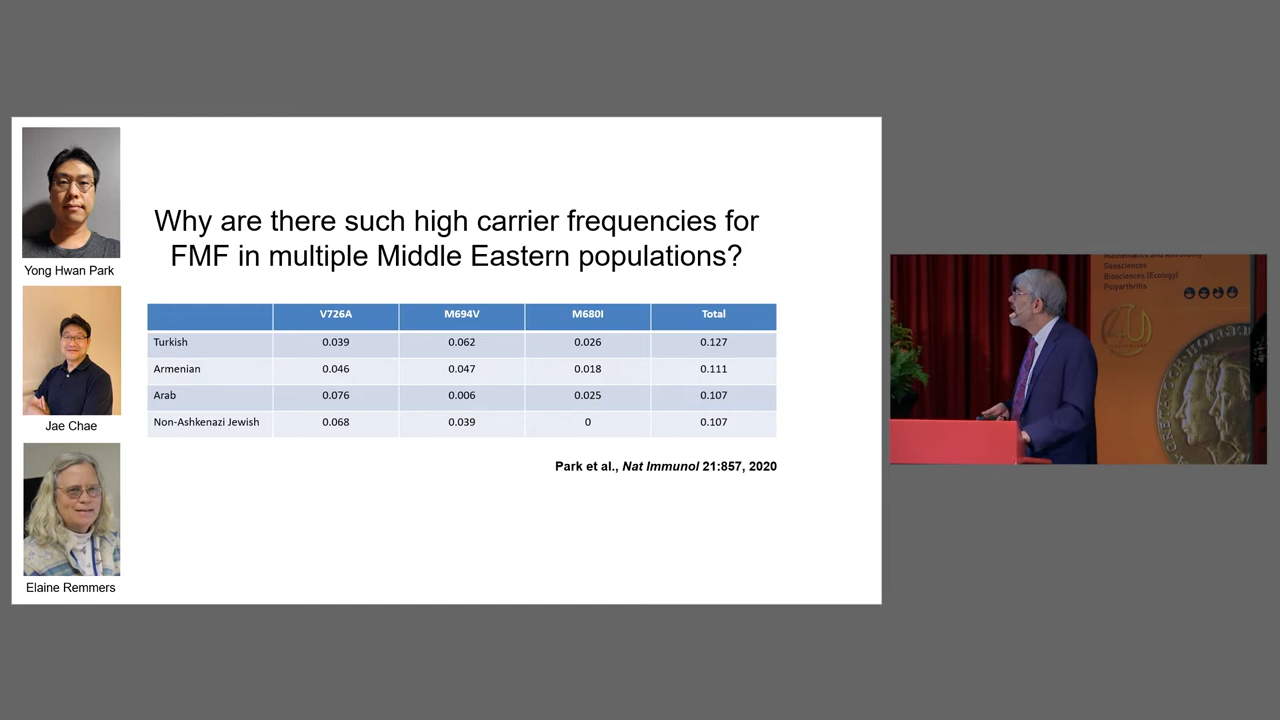 Yong Hwan Park
Jae Chae
Elaine Remmers
Why are there such high carrier frequencies for
FMF in multiple Middle Eastern populations?
V726A M694V M680I Total
Turkish 0.039 0.062 0.026 0.127
Armenian 0.046 0.047 0.018 0.111
Arab 0.076 0.006 0.025 0.107
Non-Ashkenazi Jewish 0.068 0.039 0 0.107
Park et al., Nat Immunol 21:857, 2020
Mathematics and Astronomy
Geosciences
Biosciences (Ecology)
Polyarthritis